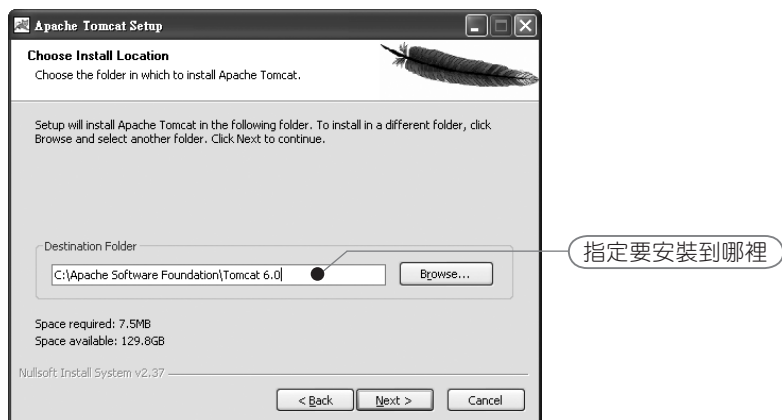 Apache Tomcat Setup
Choose Install Location
Choose the folder in which to install Apache Tomcat.
Setup will install Apache Tomcat in the following folder. To install in a different folder, click
Browse and select another folder. Click Next to continue.
Destination Folder
C:\Apache Software Foundation\Tomcat 6.0
Browse...
指定要安裝到哪裡
Space required: 7.5MB
Space available: 129.8GB
Nullsoft Install System v2.37
< Back
Next >
Cancel